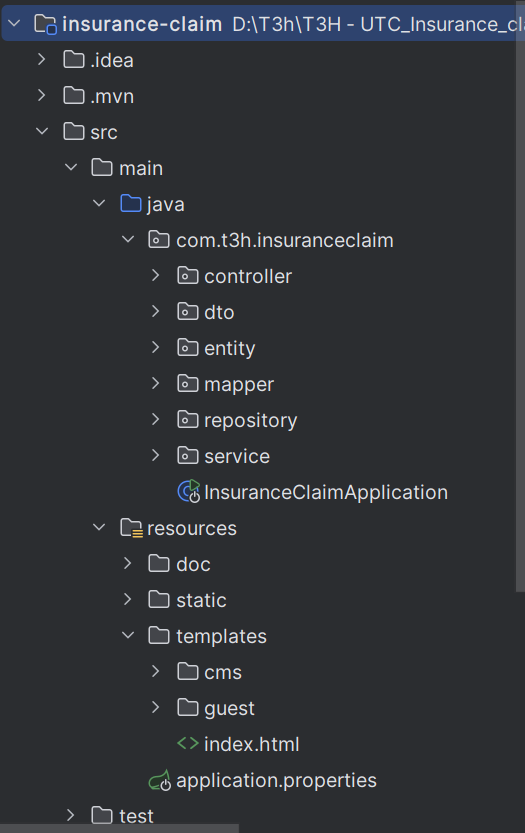 insurance-claim D:\T3h\T3H - UTC_Insurance_cl
.idea
.mvn
src
main
java
com.t3h.insuranceclaim
controller
dto
entity
mapper
repository
service
InsuranceClaimApplication
resources
doc
static
templates
cms
guest
index.html
application.properties
test